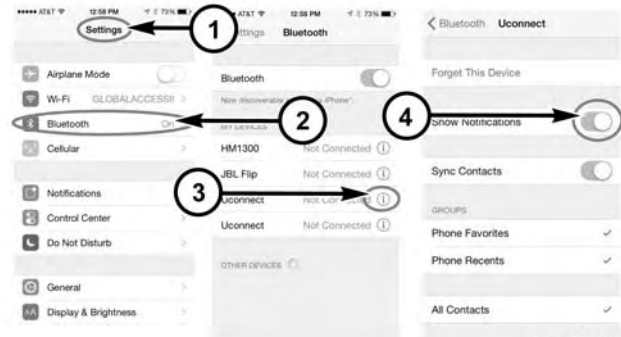 AT&T 12:58 PM 73%
Settings
Airplane Mode
Wi-Fi
Bluetooth On
Cellular
Notifications
Control Center
Do Not Disturb
General
Display & Brightness
1
2
3
AT&T 12:58 PM 73%
Settings Bluetooth
Bluetooth
Now discoverable iPhone".
MY DEVICES
HM1300 Not Connected
JBL Flip Not Connected
Uconnect Not Connected
Uconnect Not Connected
OTHER DEVICES
4
Bluetooth Uconnect
Forget This Device
Show Notifications
Sync Contacts
GROUPS
Phone Favorites
Phone Recents
All Contacts